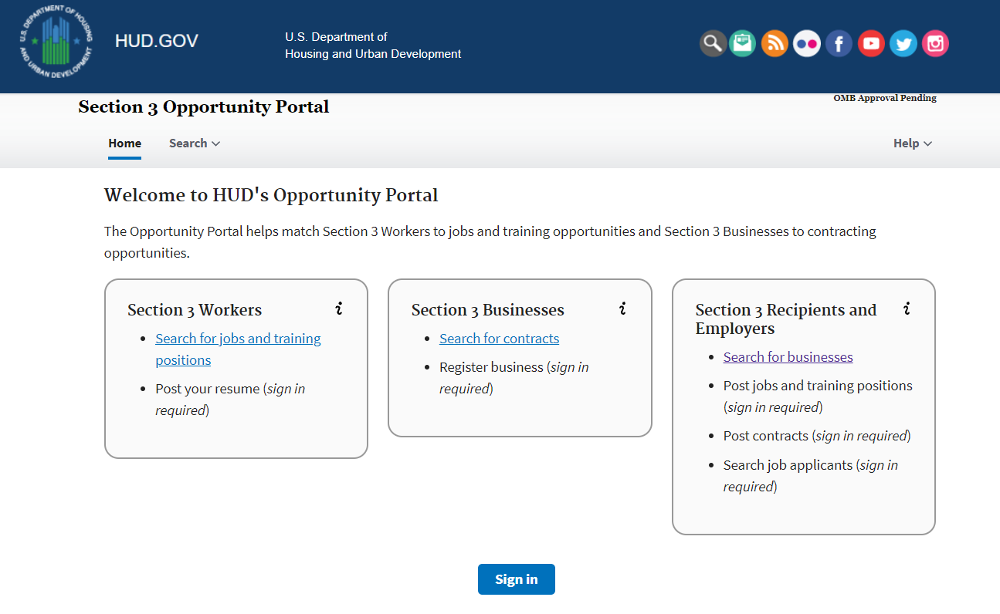 U.S. DEPARTMENT OF HOUSING
AND URBAN DEVELOPMENT
HUD.GOV
U.S. Department of
Housing and Urban Development
Section 3 Opportunity Portal
OMB Approval Pending
Home
Search
Help
Welcome to HUD's Opportunity Portal
The Opportunity Portal helps match Section 3 Workers to jobs and training opportunities and Section 3 Businesses to contracting
opportunities.
Section 3 Workers
Search for jobs and training
positions
Post your resume (sign in
required)
Section 3 Businesses
Search for contracts
Register business (sign in
required)
Section 3 Recipients and
Employers
Search for businesses
Post jobs and training positions
(sign in required)
Post contracts (sign in required)
Search job applicants (sign in
required)
Sign in